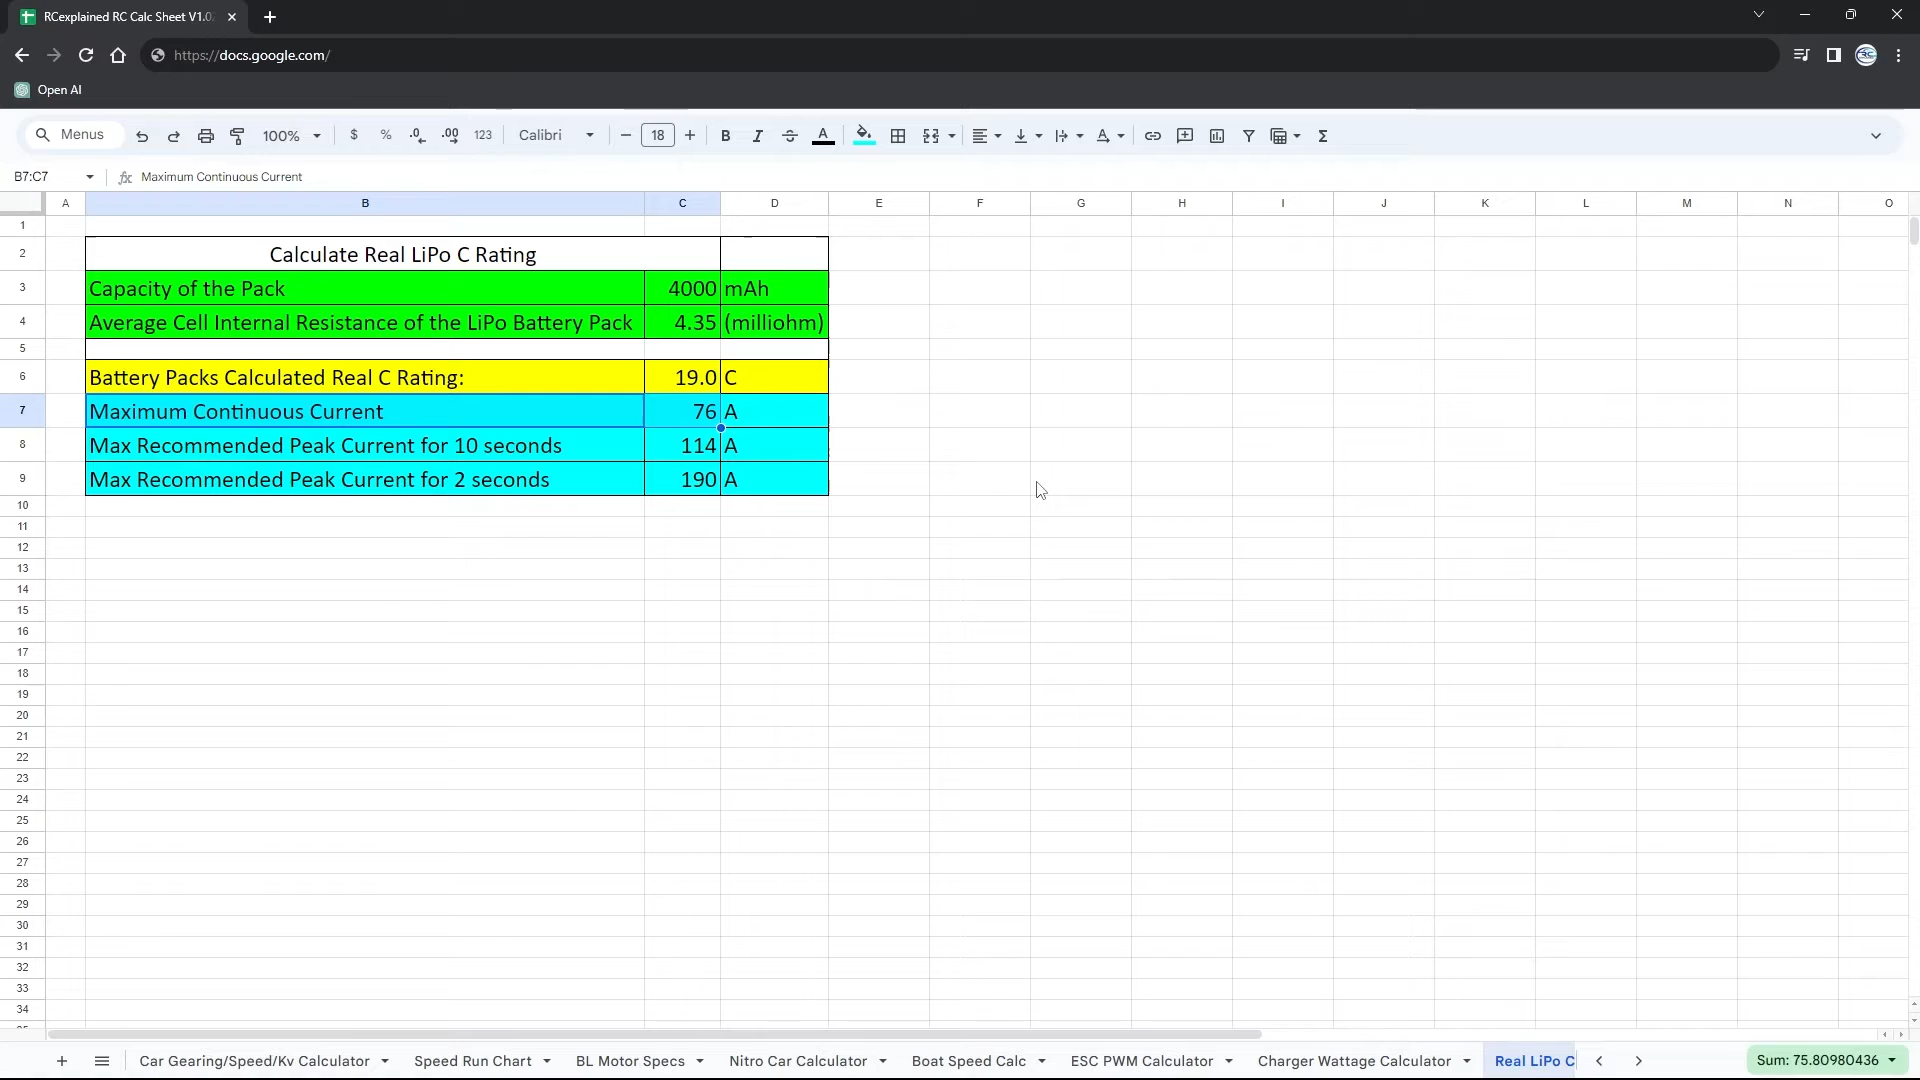 RCexplained RC Calc Sheet V1.0
https://docs.google.com/
Open AI
Menus 100% $ % .0 .00 123 Calibri 18 B I A Σ
B7:C7 fx Maximum Continuous Current
A B C D E F G H I J K L M N O
1
2 Calculate Real LiPo C Rating
3 Capacity of the Pack 4000 mAh
4 Average Cell Internal Resistance of the LiPo Battery Pack 4.35 (milliohm)
5
6 Battery Packs Calculated Real C Rating: 19.0 C
7 Maximum Continuous Current 76 A
8 Max Recommended Peak Current for 10 seconds 114 A
9 Max Recommended Peak Current for 2 seconds 190 A
10
11
12
13
14
15
16
17
18
19
20
21
22
23
24
25
26
27
28
29
30
31
32
33
34
Car Gearing/Speed/Kv Calculator Speed Run Chart BL Motor Specs Nitro Car Calculator Boat Speed Calc ESC PWM Calculator Charger Wattage Calculator Real LiPo C Sum: 75.80980436